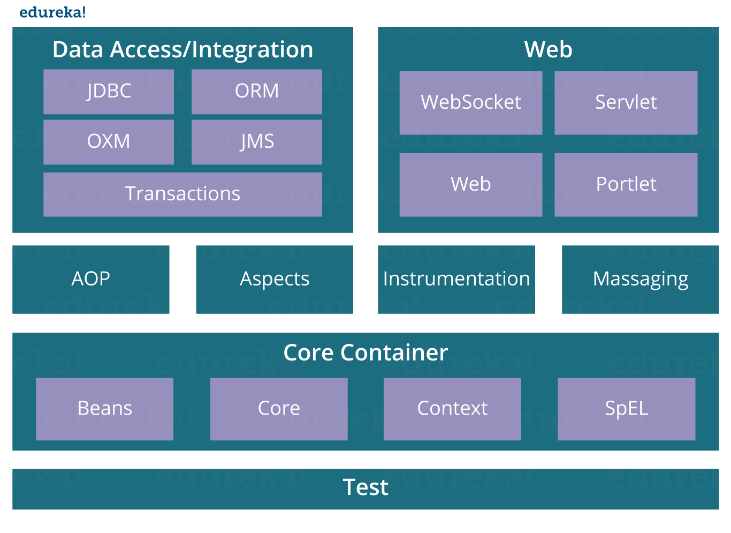 edureka!
Data Access/Integration
JDBC
ORM
OXM
JMS
Transactions
Web
WebSocket
Servlet
Web
Portlet
AOP
Aspects
Instrumentation
Massaging
Core Container
Beans
Core
Context
SpEL
Test